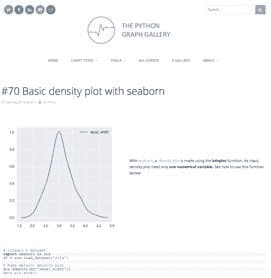 Search...
THE PYTHON
GRAPH GALLERY
HOME
CHART TYPES
TOOLS
ALL CHARTS
R GALLERY
ABOUT
#70 Basic density plot with seaborn
sepal_width
1.0
0.8
0.6
0.4
0.2
0.0
1.5 2.0 2.5 3.0 3.5 4.0 4.5 5.0
With seaborn, a density plot is made using the kdeplot function. As input,
density plot need only one numerical variable. See how to use this function
below:
# library & dataset
import seaborn as sns
df = sns.load_dataset('iris')
# Make default density plot
sns.kdeplot(df['sepal_width'])